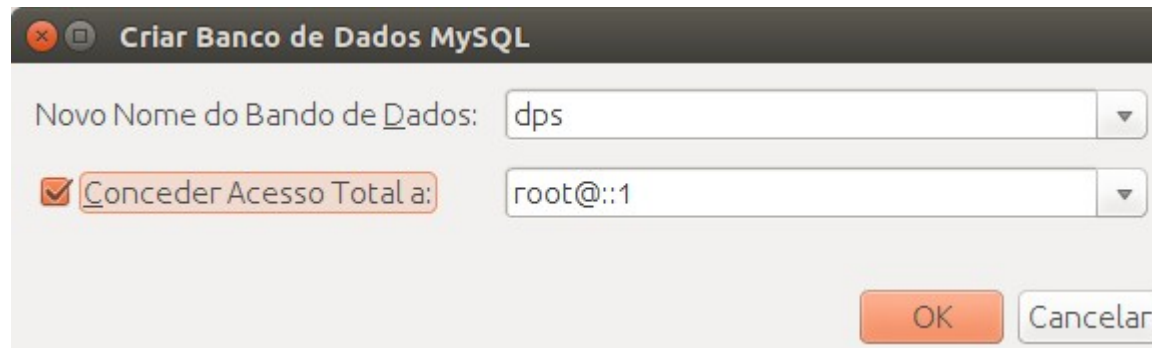 Criar Banco de Dados MySQL
Novo Nome do Bando de Dados: dps
Conceder Acesso Total a: root@::1
OK Cancelar